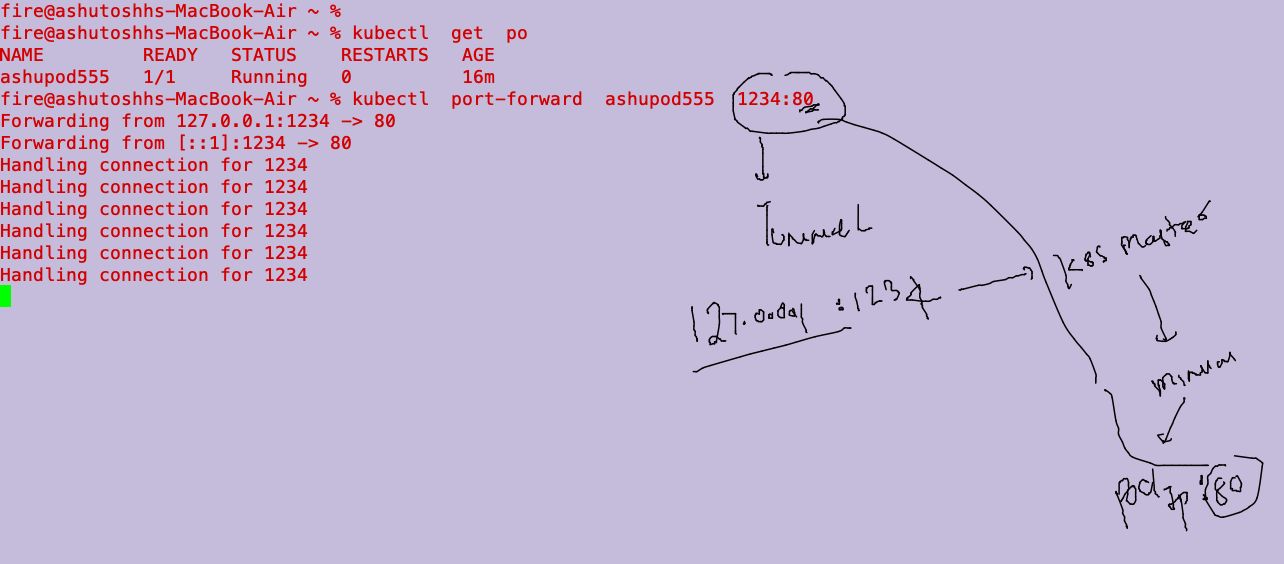 fire@ashutoshhs-MacBook-Air ~ %
fire@ashutoshhs-MacBook-Air ~ % kubectl  get  po
NAME         READY   STATUS    RESTARTS   AGE
ashupod555   1/1     Running   0          16m
fire@ashutoshhs-MacBook-Air ~ % kubectl  port-forward  ashupod555  1234:80
Forwarding from 127.0.0.1:1234 -> 80
Forwarding from [::1]:1234 -> 80
Handling connection for 1234
Handling connection for 1234
Handling connection for 1234
Handling connection for 1234
Handling connection for 1234
Handling connection for 1234
Tunnel
K8S Master
127.0.0.1 :1234
Pod Ip :80